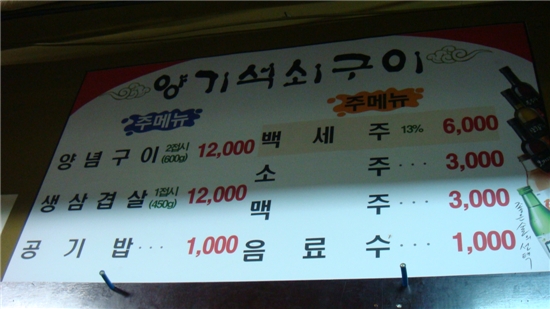 양기석쇠구이
주메뉴
양념구이 2접시 (600g) 12,000
생삼겹살 1접시 (450g) 12,000
공기밥··· 1,000
주메뉴
백세주 13% 6,000
소주··· 3,000
맥주··· 3,000
음료수··· 1,000